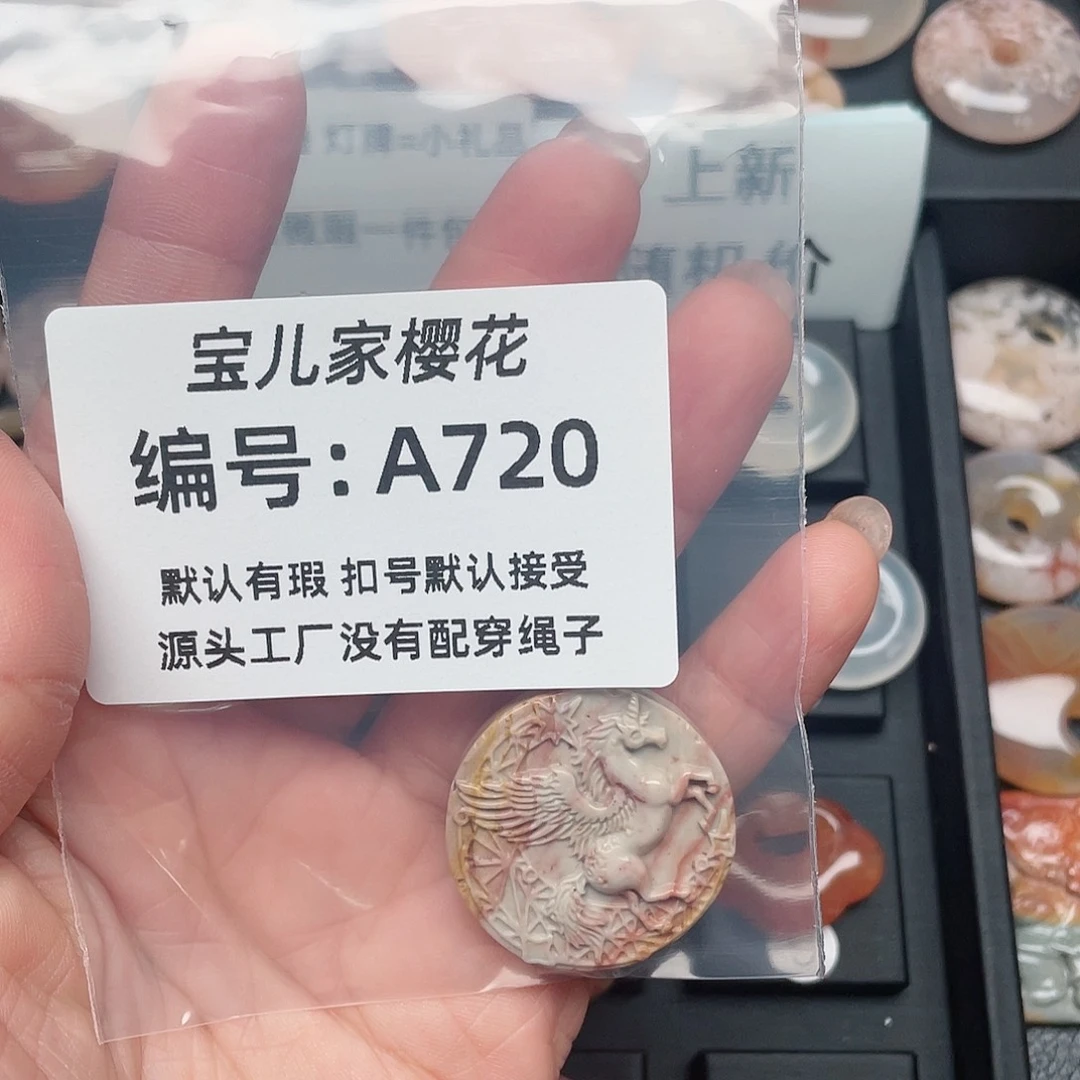 宝儿家樱花
编号：A720
默认有瑕 扣号默认接受
源头工厂没有配穿绳子
上新